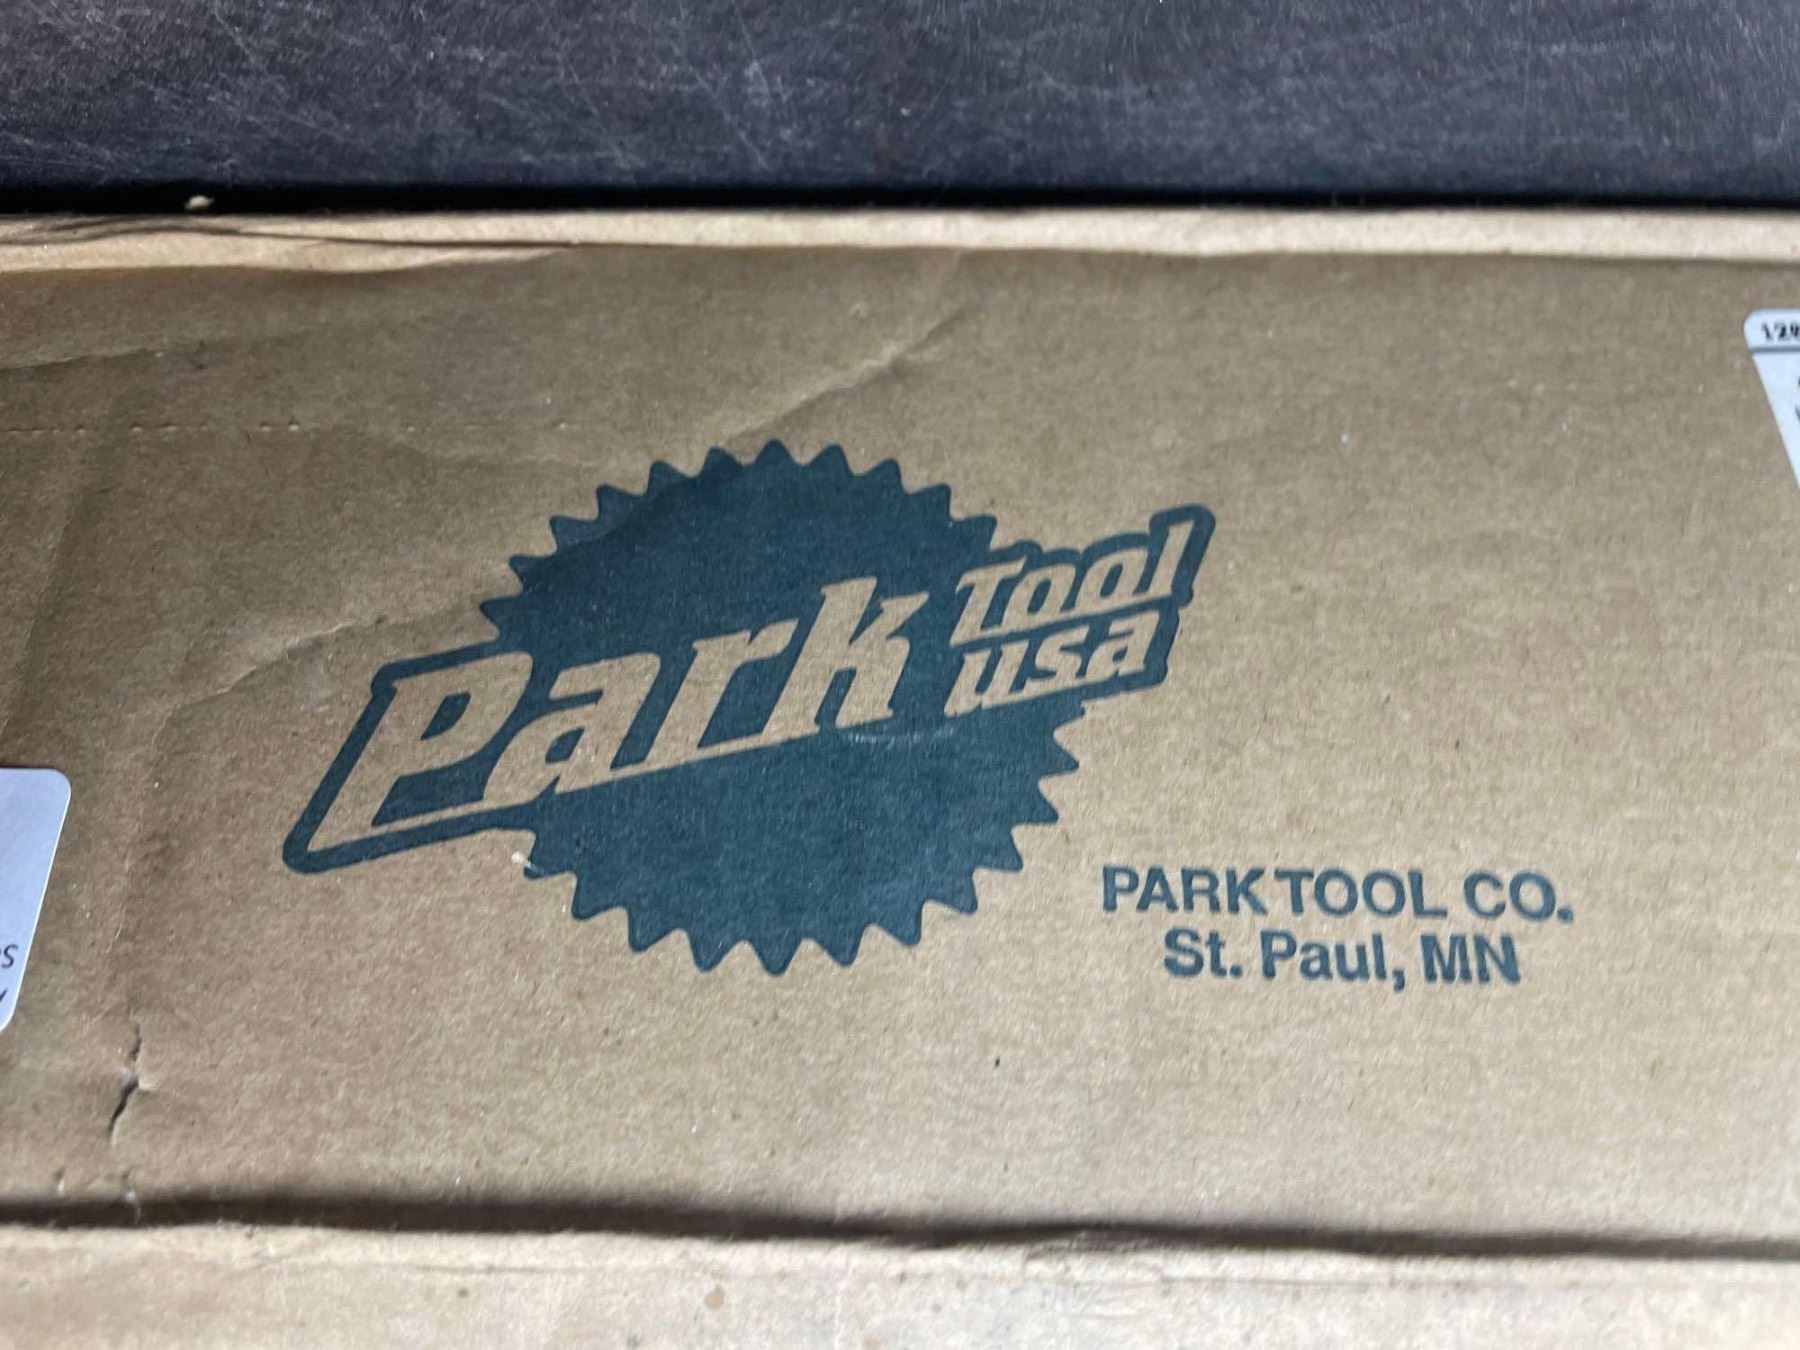 Park Tool
usa
PARK TOOL CO.
St. Paul, MN